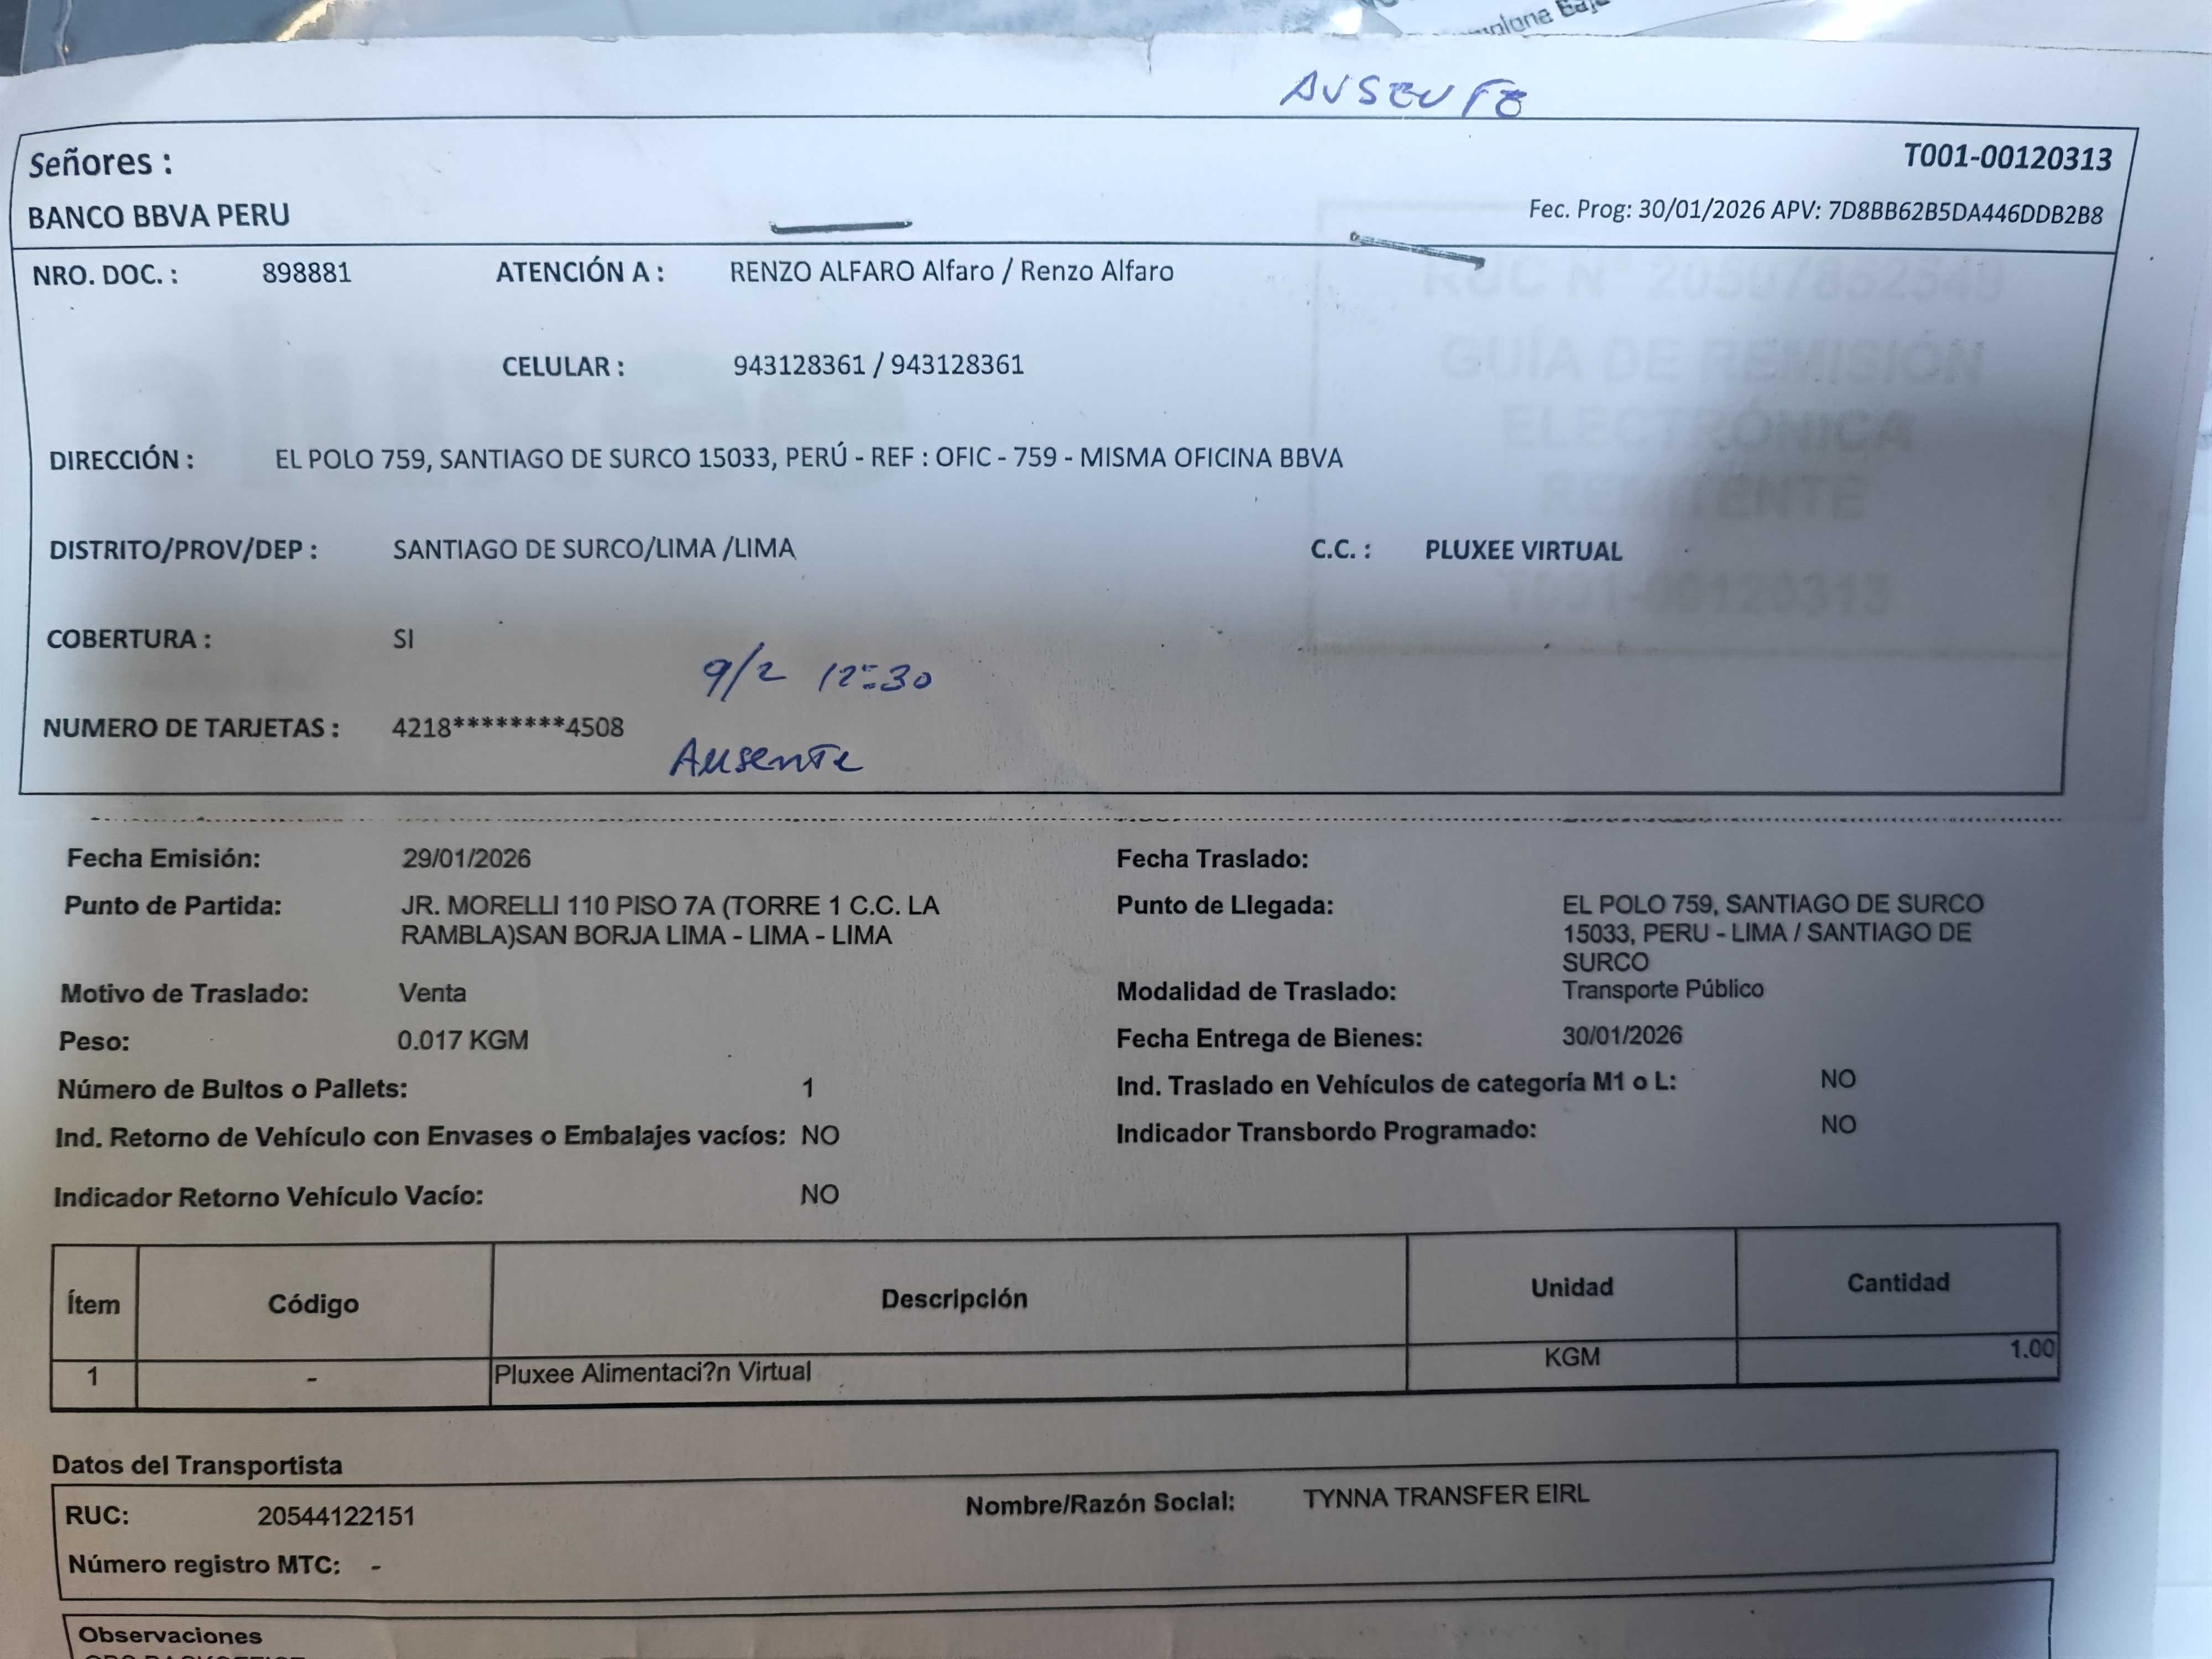 AUSENTE
Señores :
T001-00120313
BANCO BBVA PERU
Fec. Prog: 30/01/2026 APV: 7D8BB62B5DA446DDB2B8
NRO. DOC. : 898881 ATENCIÓN A : RENZO ALFARO Alfaro / Renzo Alfaro
CELULAR : 943128361 / 943128361
DIRECCIÓN : EL POLO 759, SANTIAGO DE SURCO 15033, PERÚ - REF : OFIC - 759 - MISMA OFICINA BBVA
DISTRITO/PROV/DEP : SANTIAGO DE SURCO/LIMA /LIMA C.C. : PLUXEE VIRTUAL
COBERTURA : SI
9/2 12:30
NUMERO DE TARJETAS : 4218********4508
Ausente
GUÍA DE REMISIÓN
ELECTRÓNICA
REMITENTE
T001-00120313
Fecha Emisión: 29/01/2026 Fecha Traslado:
Punto de Partida: JR. MORELLI 110 PISO 7A (TORRE 1 C.C. LA
RAMBLA)SAN BORJA LIMA - LIMA - LIMA
Punto de Llegada: EL POLO 759, SANTIAGO DE SURCO
15033, PERU - LIMA / SANTIAGO DE
SURCO
Motivo de Traslado: Venta Modalidad de Traslado: Transporte Público
Peso: 0.017 KGM Fecha Entrega de Bienes: 30/01/2026
Número de Bultos o Pallets: 1 Ind. Traslado en Vehículos de categoría M1 o L: NO
Ind. Retorno de Vehículo con Envases o Embalajes vacíos: NO Indicador Transbordo Programado: NO
Indicador Retorno Vehículo Vacío: NO
Ítem Código Descripción Unidad Cantidad
1 - Pluxee Alimentaci?n Virtual KGM 1.00
Datos del Transportista
RUC: 20544122151 Nombre/Razón Social: TYNNA TRANSFER EIRL
Número registro MTC: -
Observaciones